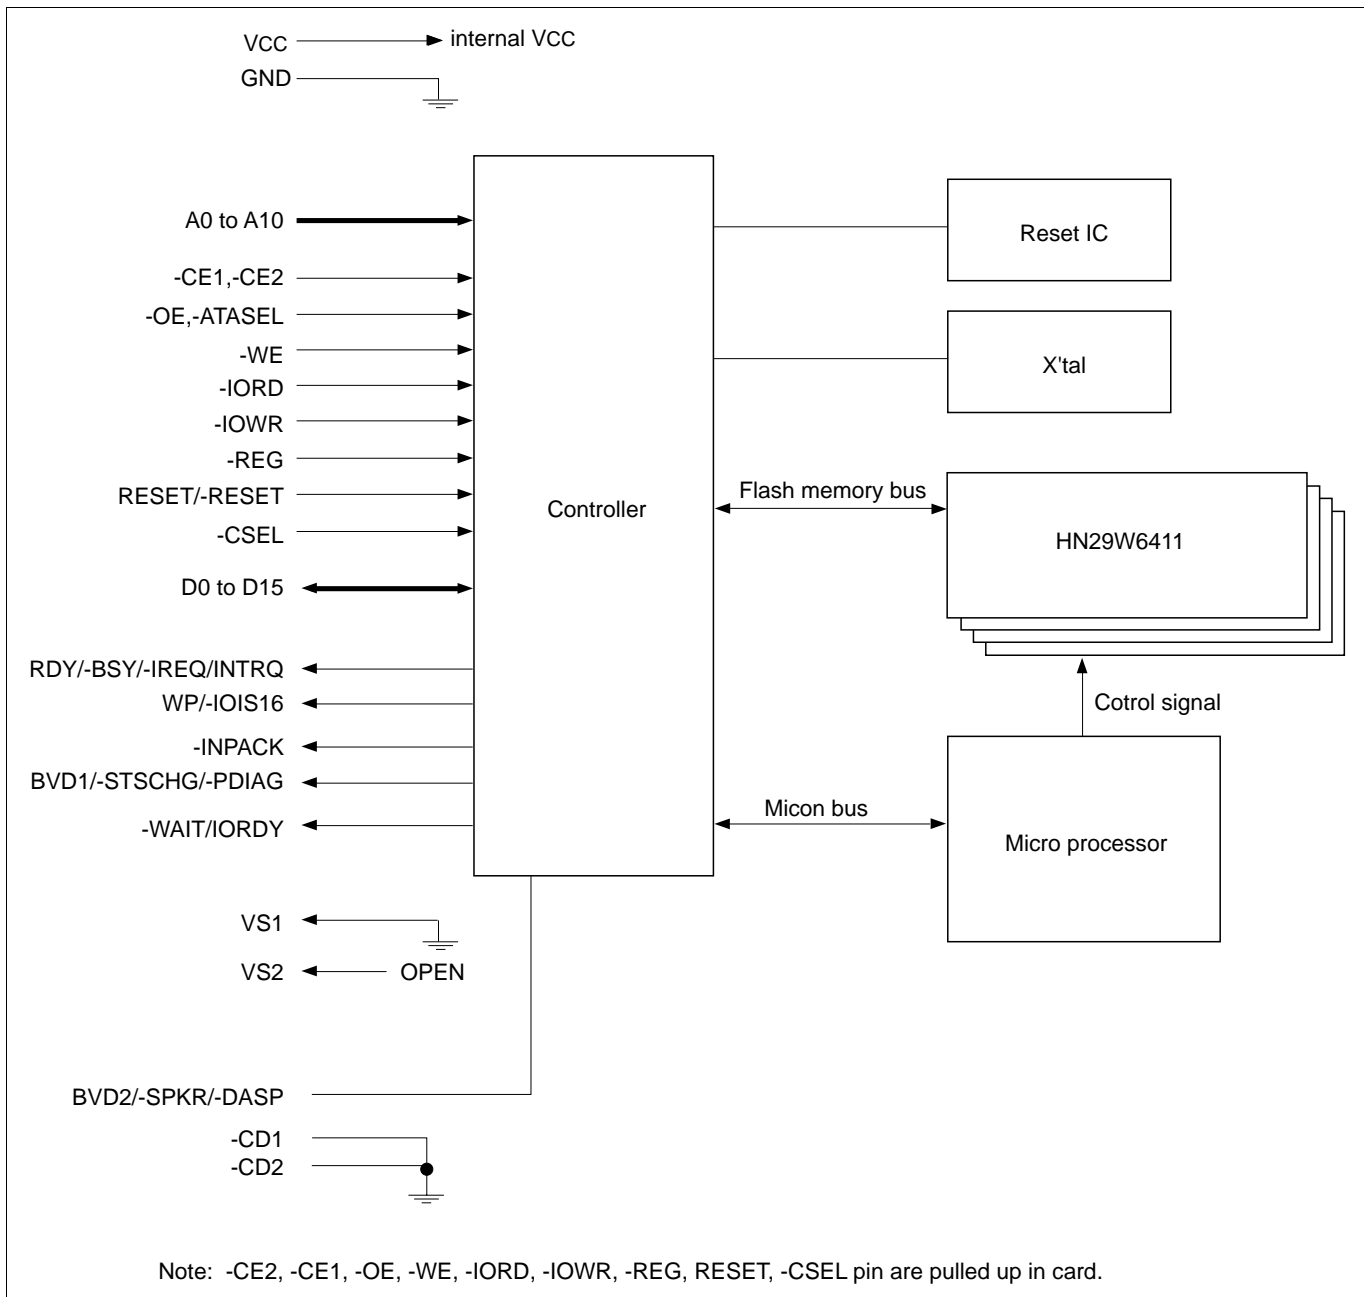 VCC
internal VCC
GND
A0 to A10
-CE1,-CE2
-OE,-ATASEL
-WE
-IORD
-IOWR
-REG
RESET/-RESET
-CSEL
D0 to D15
RDY/-BSY/-IREQ/INTRQ
WP/-IOIS16
-INPACK
BVD1/-STSCHG/-PDIAG
-WAIT/IORDY
VS1
VS2
OPEN
BVD2/-SPKR/-DASP
-CD1
-CD2
Controller
Reset IC
X'tal
Flash memory bus
HN29W6411
Cotrol signal
Micon bus
Micro processor
Note: -CE2, -CE1, -OE, -WE, -IORD, -IOWR, -REG, RESET, -CSEL pin are pulled up in card.